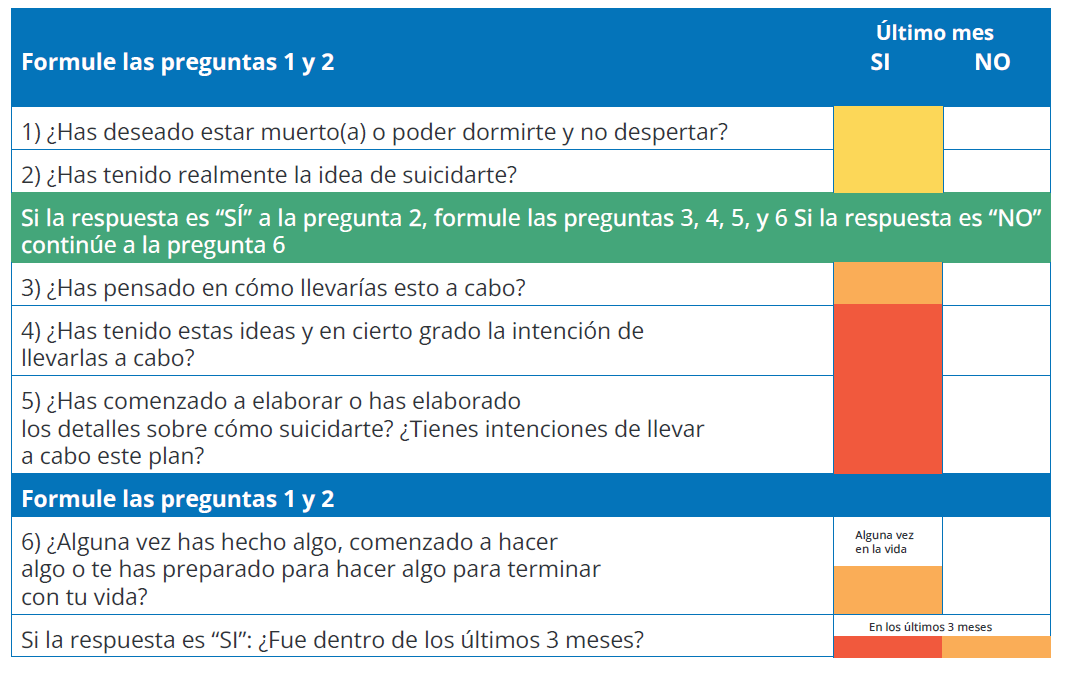 Último mes
Formule las preguntas 1 y 2 SI NO
1) ¿Has deseado estar muerto(a) o poder dormirte y no despertar?
2) ¿Has tenido realmente la idea de suicidarte?
Si la respuesta es “SÍ” a la pregunta 2, formule las preguntas 3, 4, 5, y 6 Si la respuesta es “NO”
continúe a la pregunta 6
3) ¿Has pensado en cómo llevarías esto a cabo?
4) ¿Has tenido estas ideas y en cierto grado la intención de
llevarlas a cabo?
5) ¿Has comenzado a elaborar o has elaborado
los detalles sobre cómo suicidarte? ¿Tienes intenciones de llevar
a cabo este plan?
Formule las preguntas 1 y 2
6) ¿Alguna vez has hecho algo, comenzado a hacer
algo o te has preparado para hacer algo para terminar
con tu vida?
Alguna vez
en la vida
Si la respuesta es “SI”: ¿Fue dentro de los últimos 3 meses?
En los últimos 3 meses